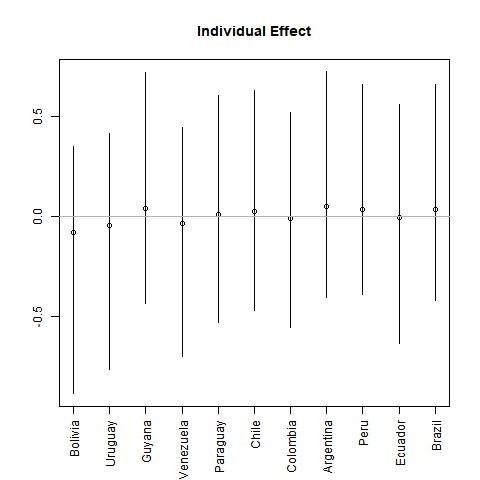 Individual Effect
0.5
0.0
-0.5
Bolivia
Uruguay
Guyana
Venezuela
Paraguay
Chile
Colombia
Argentina
Peru
Ecuador
Brazil